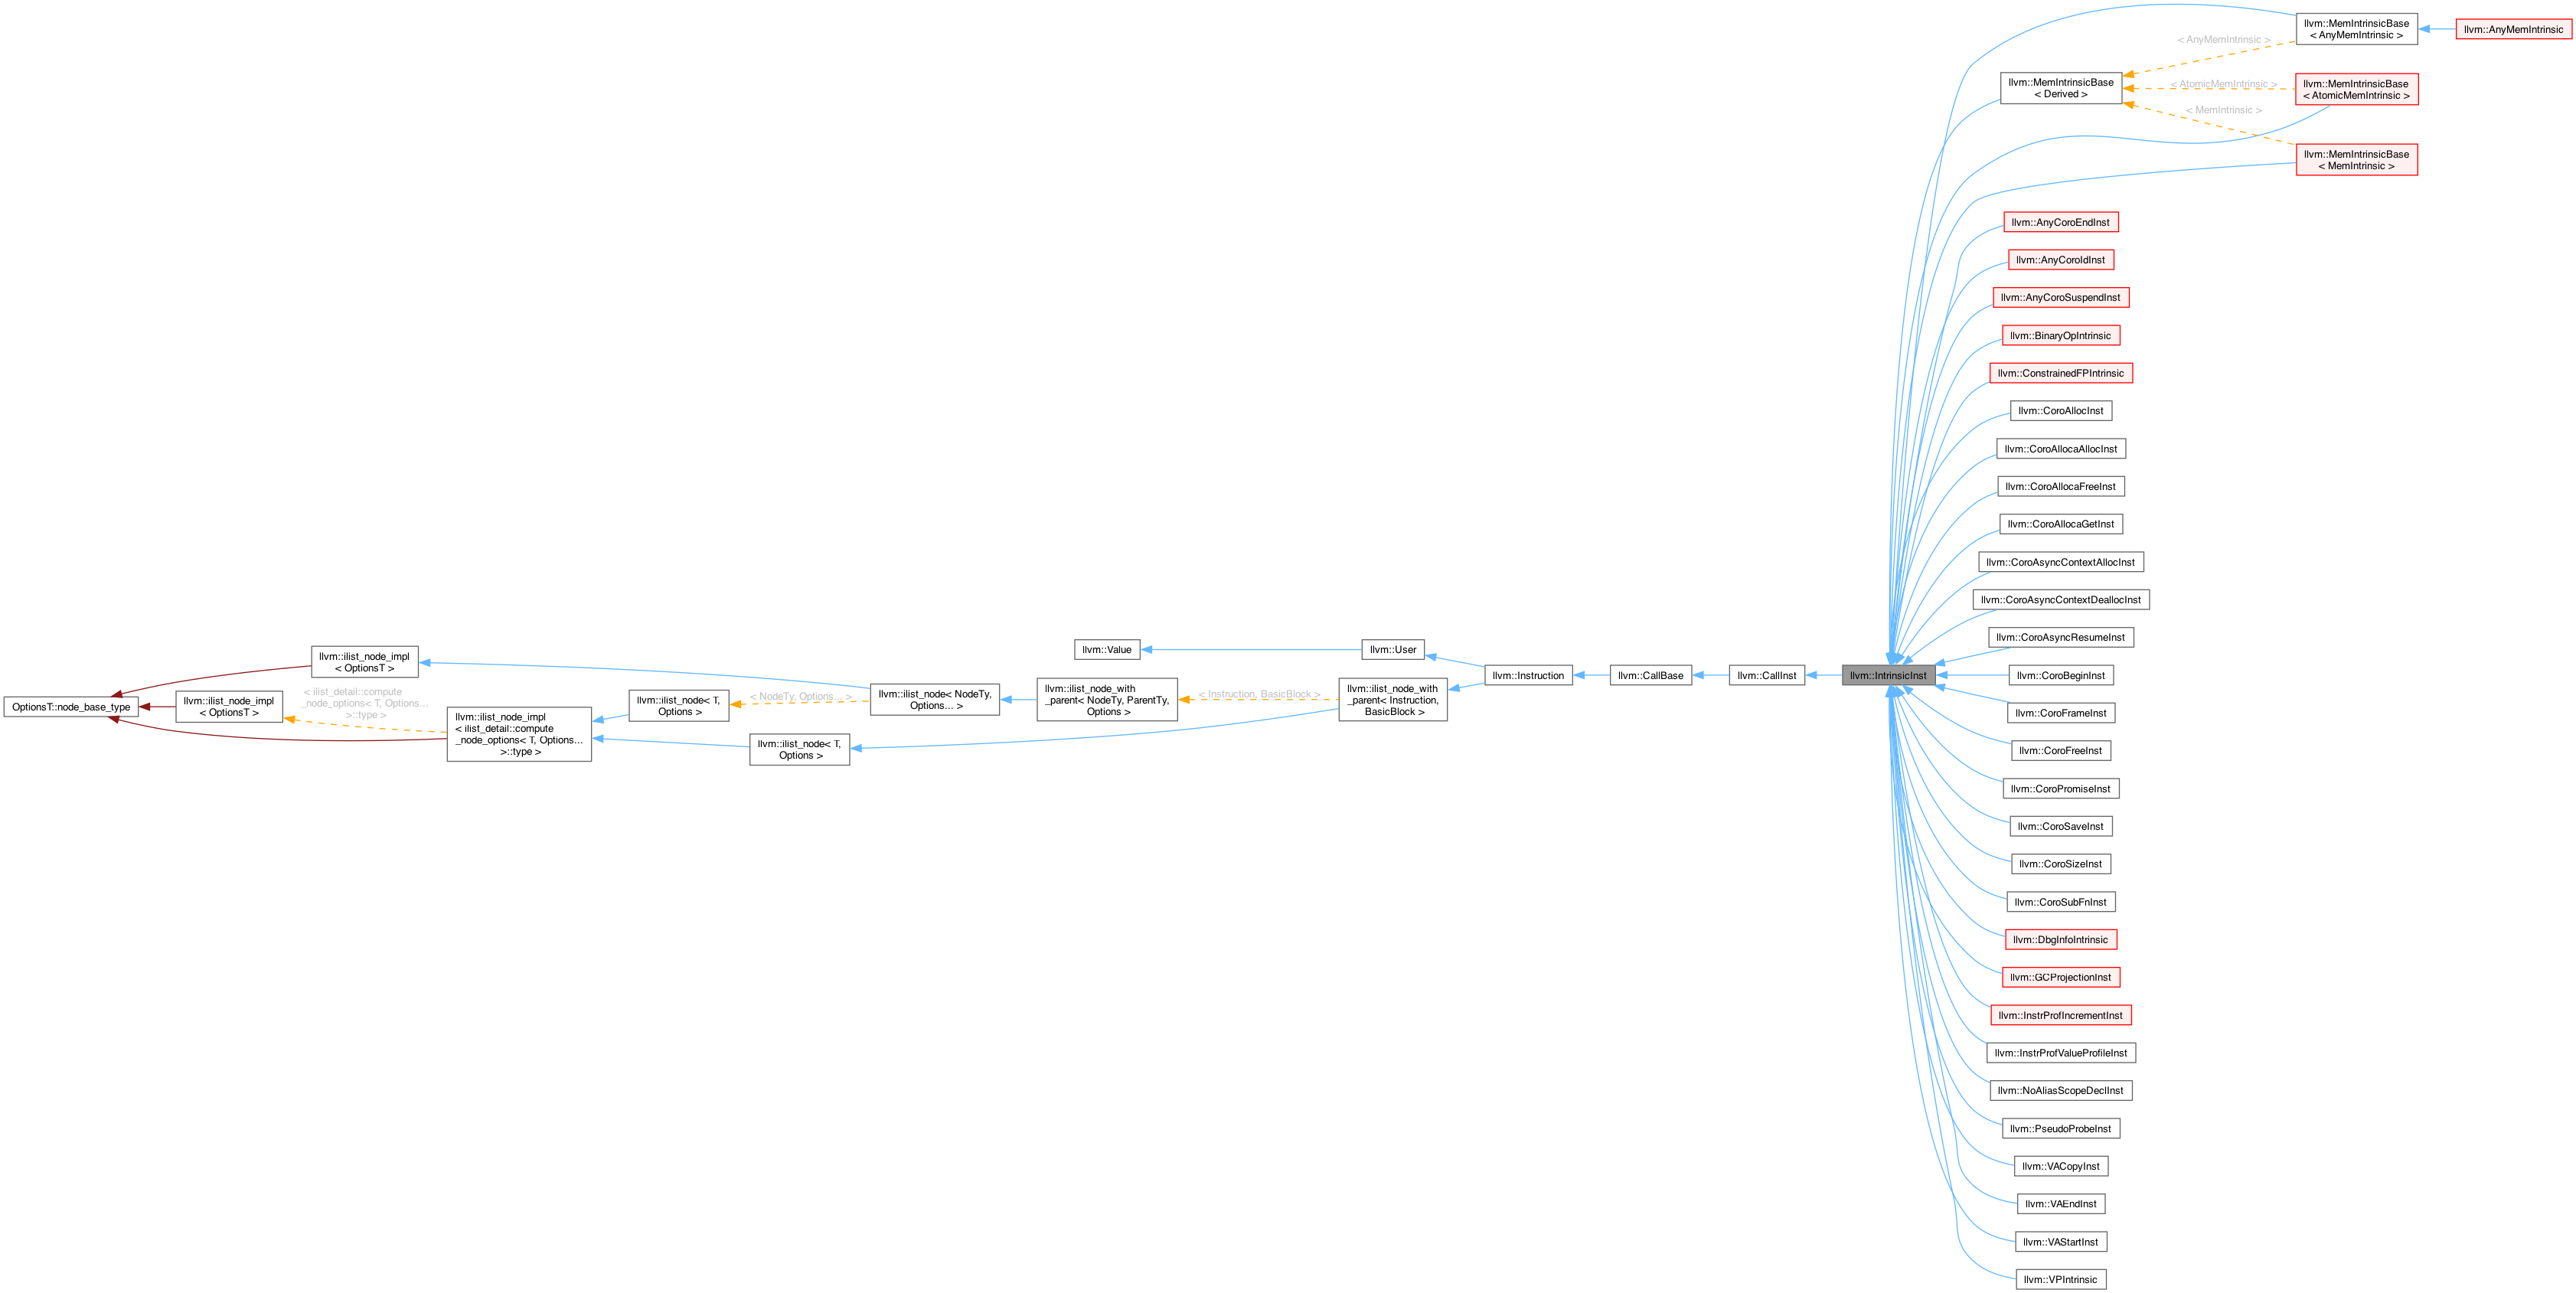 llvm::MemIntrinsicBase
< AnyMemIntrinsic >
llvm::AnyMemIntrinsic
< AnyMemIntrinsic >
llvm::MemIntrinsicBase
< Derived >
< AtomicMemIntrinsic >
llvm::MemIntrinsicBase
< AtomicMemIntrinsic >
< MemIntrinsic >
llvm::MemIntrinsicBase
< MemIntrinsic >
llvm::AnyCoroEndInst
llvm::AnyCoroIdInst
llvm::AnyCoroSuspendInst
llvm::BinaryOpIntrinsic
llvm::ConstrainedFPIntrinsic
llvm::CoroAllocInst
llvm::CoroAllocaAllocInst
llvm::CoroAllocaFreeInst
llvm::CoroAllocaGetInst
llvm::CoroAsyncContextAllocInst
llvm::CoroAsyncContextDeallocInst
llvm::CoroAsyncResumeInst
llvm::Value
llvm::User
llvm::ilist_node_impl
< OptionsT >
OptionsT::node_base_type
llvm::ilist_node_impl
< OptionsT >
< ilist_detail::compute
_node_options< T, Options...
>::type >
llvm::ilist_node_impl
< ilist_detail::compute
_node_options< T, Options...
>::type >
llvm::ilist_node< T,
Options >
< NodeTy, Options... >
llvm::ilist_node< T,
Options >
llvm::ilist_node< NodeTy,
Options... >
llvm::ilist_node_with
_parent< NodeTy, ParentTy,
Options >
< Instruction, BasicBlock >
llvm::ilist_node_with
_parent< Instruction,
BasicBlock >
llvm::Instruction
llvm::CallBase
llvm::CallInst
llvm::IntrinsicInst
llvm::CoroBeginInst
llvm::CoroFrameInst
llvm::CoroFreeInst
llvm::CoroPromiseInst
llvm::CoroSaveInst
llvm::CoroSizeInst
llvm::CoroSubFnInst
llvm::DbgInfoIntrinsic
llvm::GCProjectionInst
llvm::InstrProfIncrementInst
llvm::InstrProfValueProfileInst
llvm::NoAliasScopeDeclInst
llvm::PseudoProbeInst
llvm::VACopyInst
llvm::VAEndInst
llvm::VAStartInst
llvm::VPIntrinsic